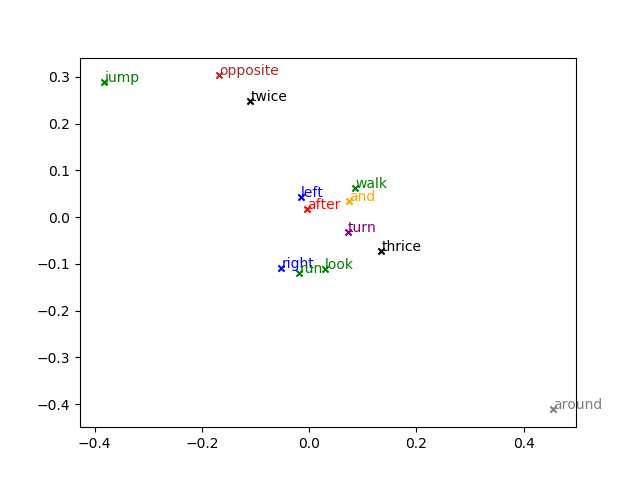 0.3
0.2
0.1
0.0
−0.1
−0.2
−0.3
−0.4
jump
opposite
twice
walk
left
and
after
turn
thrice
right
run
look
around
−0.4
−0.2
0.0
0.2
0.4